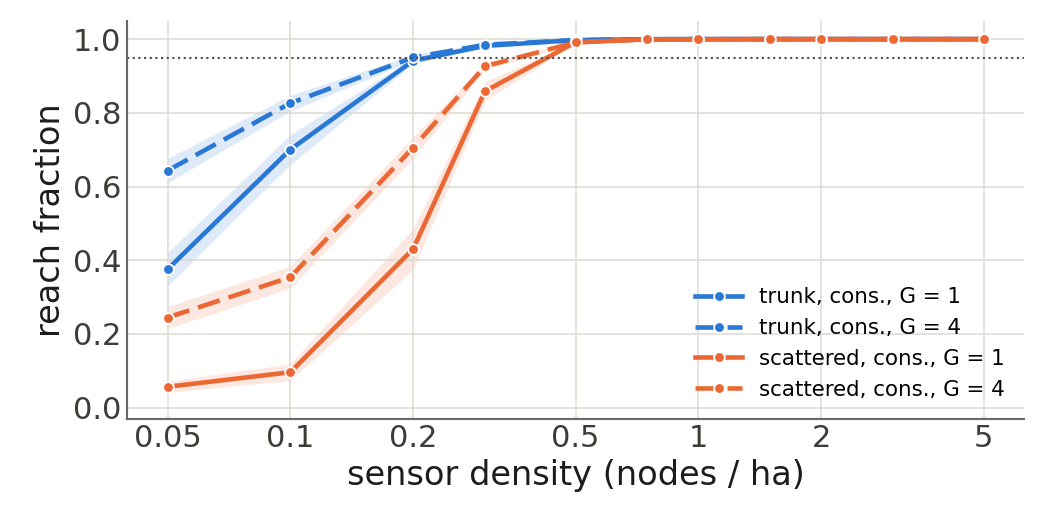 1.0
0.8
0.6
0.4
0.2
0.0
reach fraction
trunk, cons., G = 1
trunk, cons., G = 4
scattered, cons., G = 1
scattered, cons., G = 4
0.05 0.1 0.2 0.5 1 2 5
sensor density (nodes / ha)